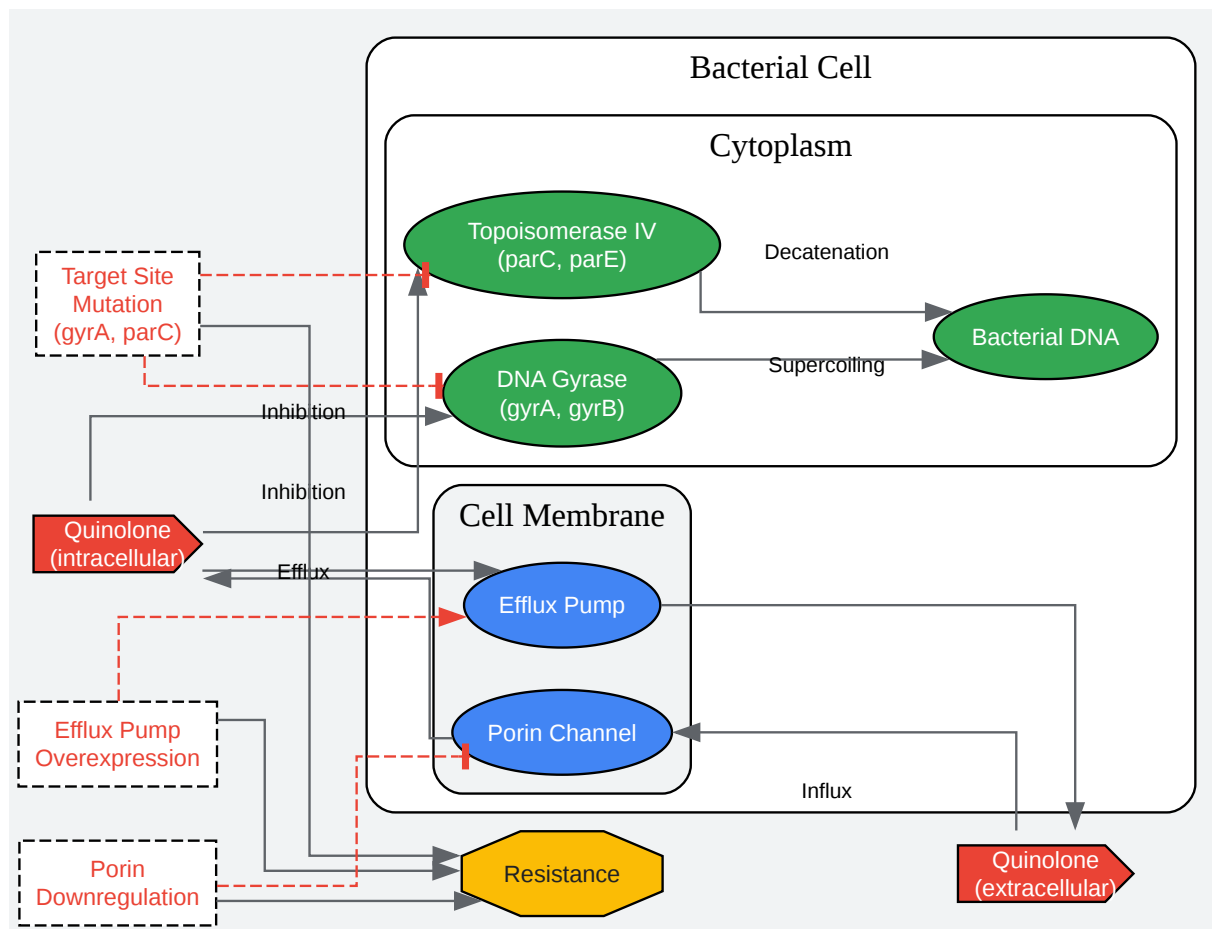 Bacterial Cell
Cytoplasm
Topoisomerase IV
(parC, parE)
Decatenation
Target Site
Mutation
(gyrA, parC)
Bacterial DNA
Supercoiling
DNA Gyrase
(gyrA, gyrB)
Inhibition
Inhibition
Cell Membrane
Quinolone
(intracellular)
Efflux
Efflux Pump
Efflux Pump
Overexpression
Porin Channel
Influx
Porin
Downregulation
Resistance
Quinolone
(extracellular)